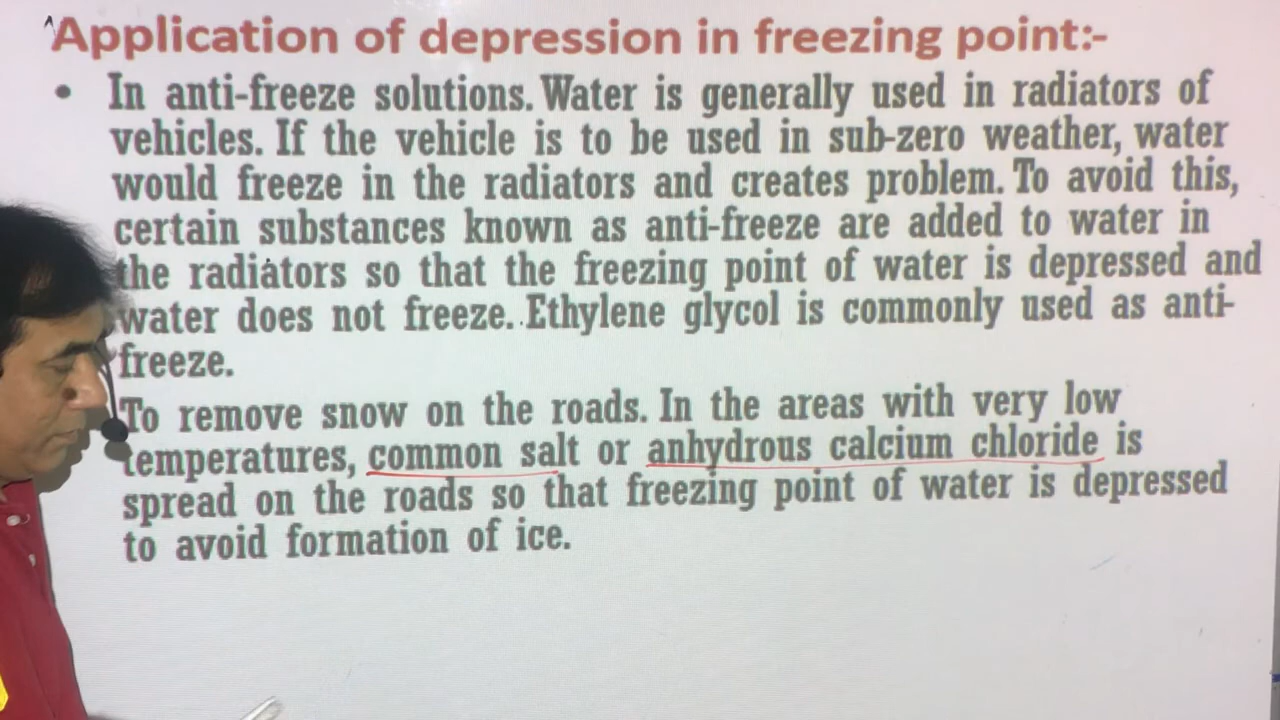 Application of depression in freezing point:-
• In anti-freeze solutions. Water is generally used in radiators of
vehicles. If the vehicle is to be used in sub-zero weather, water
would freeze in the radiators and creates problem. To avoid this,
certain substances known as anti-freeze are added to water in
the radiators so that the freezing point of water is depressed and
water does not freeze. Ethylene glycol is commonly used as anti-
freeze.
To remove snow on the roads. In the areas with very low
temperatures, common salt or anhydrous calcium chloride is
spread on the roads so that freezing point of water is depressed
to avoid formation of ice.